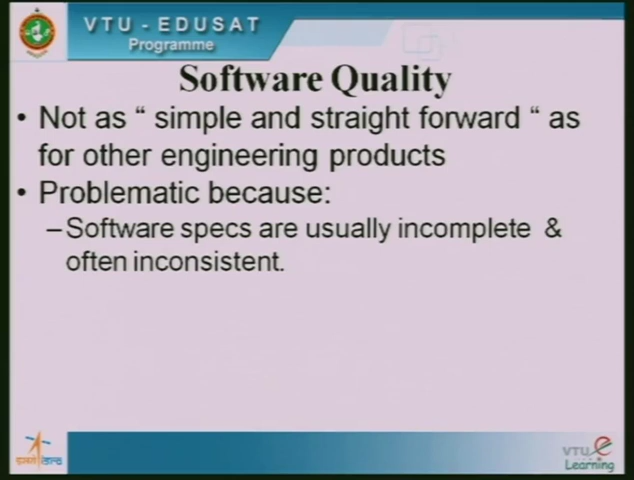 VTU - EDUSAT
Programme
Software Quality
• Not as “ simple and straight forward “ as
for other engineering products
• Problematic because:
–Software specs are usually incomplete &
often inconsistent.
VTU e
Learning